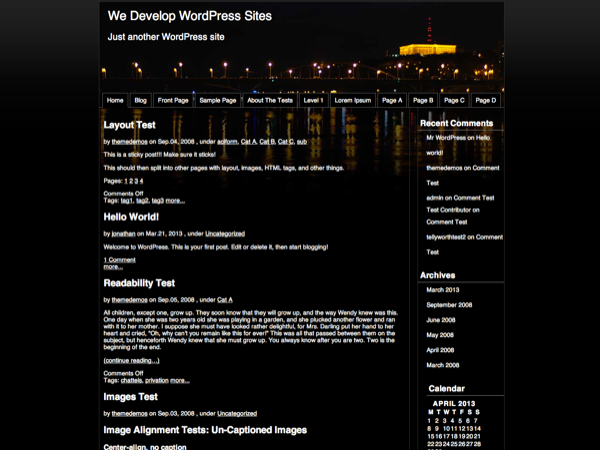 We Develop WordPress Sites
Just another WordPress site
Home Blog Front Page Sample Page About The Tests Level 1 Lorem Ipsum Page A Page B Page C Page D
Layout Test
by themedemos on Sep.04, 2008 , under aciform, Cat A, Cat B, Cat C, sub
This is a sticky post!!! Make sure it sticks!
This should then split into other pages with layout, images, HTML tags, and other things.
Pages: 1 2 3 4
Comments Off
Tags: tag1, tag2, tag3 more...
Hello World!
by jonathan on Mar.21, 2013 , under Uncategorized
Welcome to WordPress. This is your first post. Edit or delete it, then start blogging!
1 Comment
more...
Readability Test
by themedemos on Sep.05, 2008 , under Cat A
All children, except one, grow up. They soon know that they will grow up, and the way Wendy knew was this.
One day when she was two years old she was playing in a garden, and she plucked another flower and ran
with it to her mother. I suppose she must have looked rather delightful, for Mrs. Darling put her hand to her
heart and cried, "Oh, why can't you remain like this for ever!" This was all that passed between them on the
subject, but henceforth Wendy knew that she must grow up. You always know after you are two. Two is the
beginning of the end.
(continue reading...)
Comments Off
Tags: chattels, privation more...
Images Test
by themedemos on Sep.03, 2008 , under Uncategorized
Image Alignment Tests: Un-Captioned Images
Center-align, no caption
Recent Comments
Mr WordPress on Hello
world!
themedemos on Comment
Test
admin on Comment Test
Test Contributor on
Comment Test
tellyworthtest2 on Comment
Test
Archives
March 2013
September 2008
June 2008
May 2008
April 2008
March 2008
Calendar
APRIL 2013
M T W T F S S
1 2 3 4 5 6 7
8 9 10 11 12 13 14
15 16 17 18 19 20 21
22 23 24 25 26 27 28